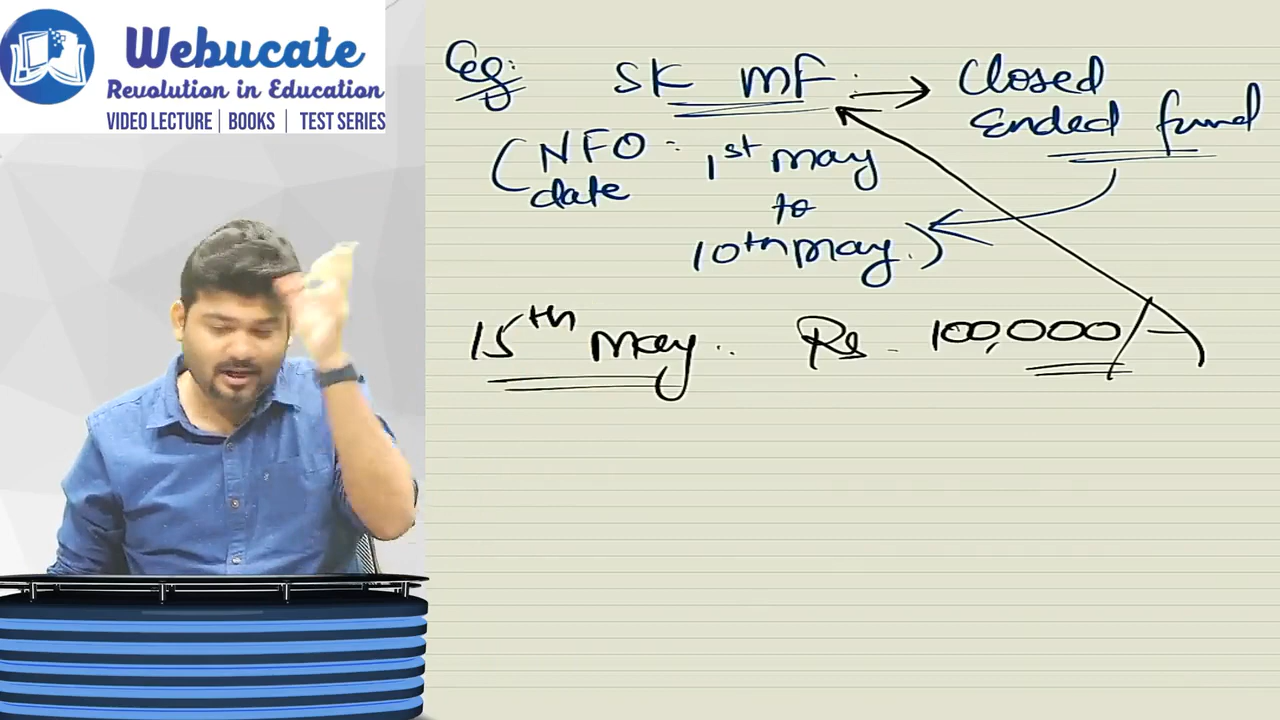 Webucate
Revolution in Education
VIDEO LECTURE | BOOKS | TEST SERIES
Eg:
SK MF. → Closed
Ended fund
(NFO: 1st may
date to
10th may.)
15th may.. Rs. 100,000/-